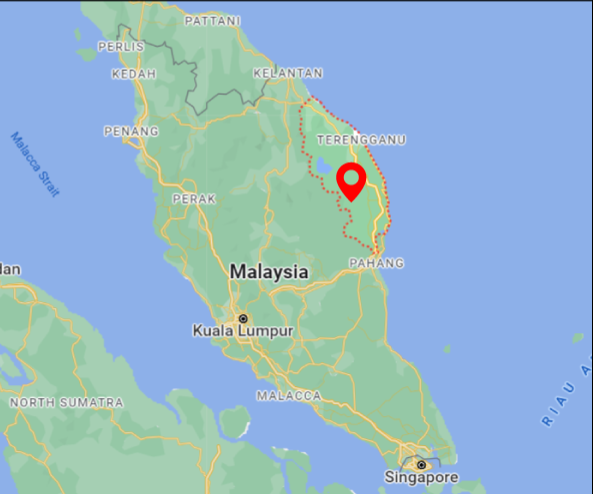 PATTANI
PERLIS
KEDAH
KELANTAN
PENANG
TERENGGANU
Malacca Strait
PERAK
lan
Malaysia
PAHANG
Kuala Lumpur
NORTH SUMATRA
MALACCA
RIAU A
Singapore